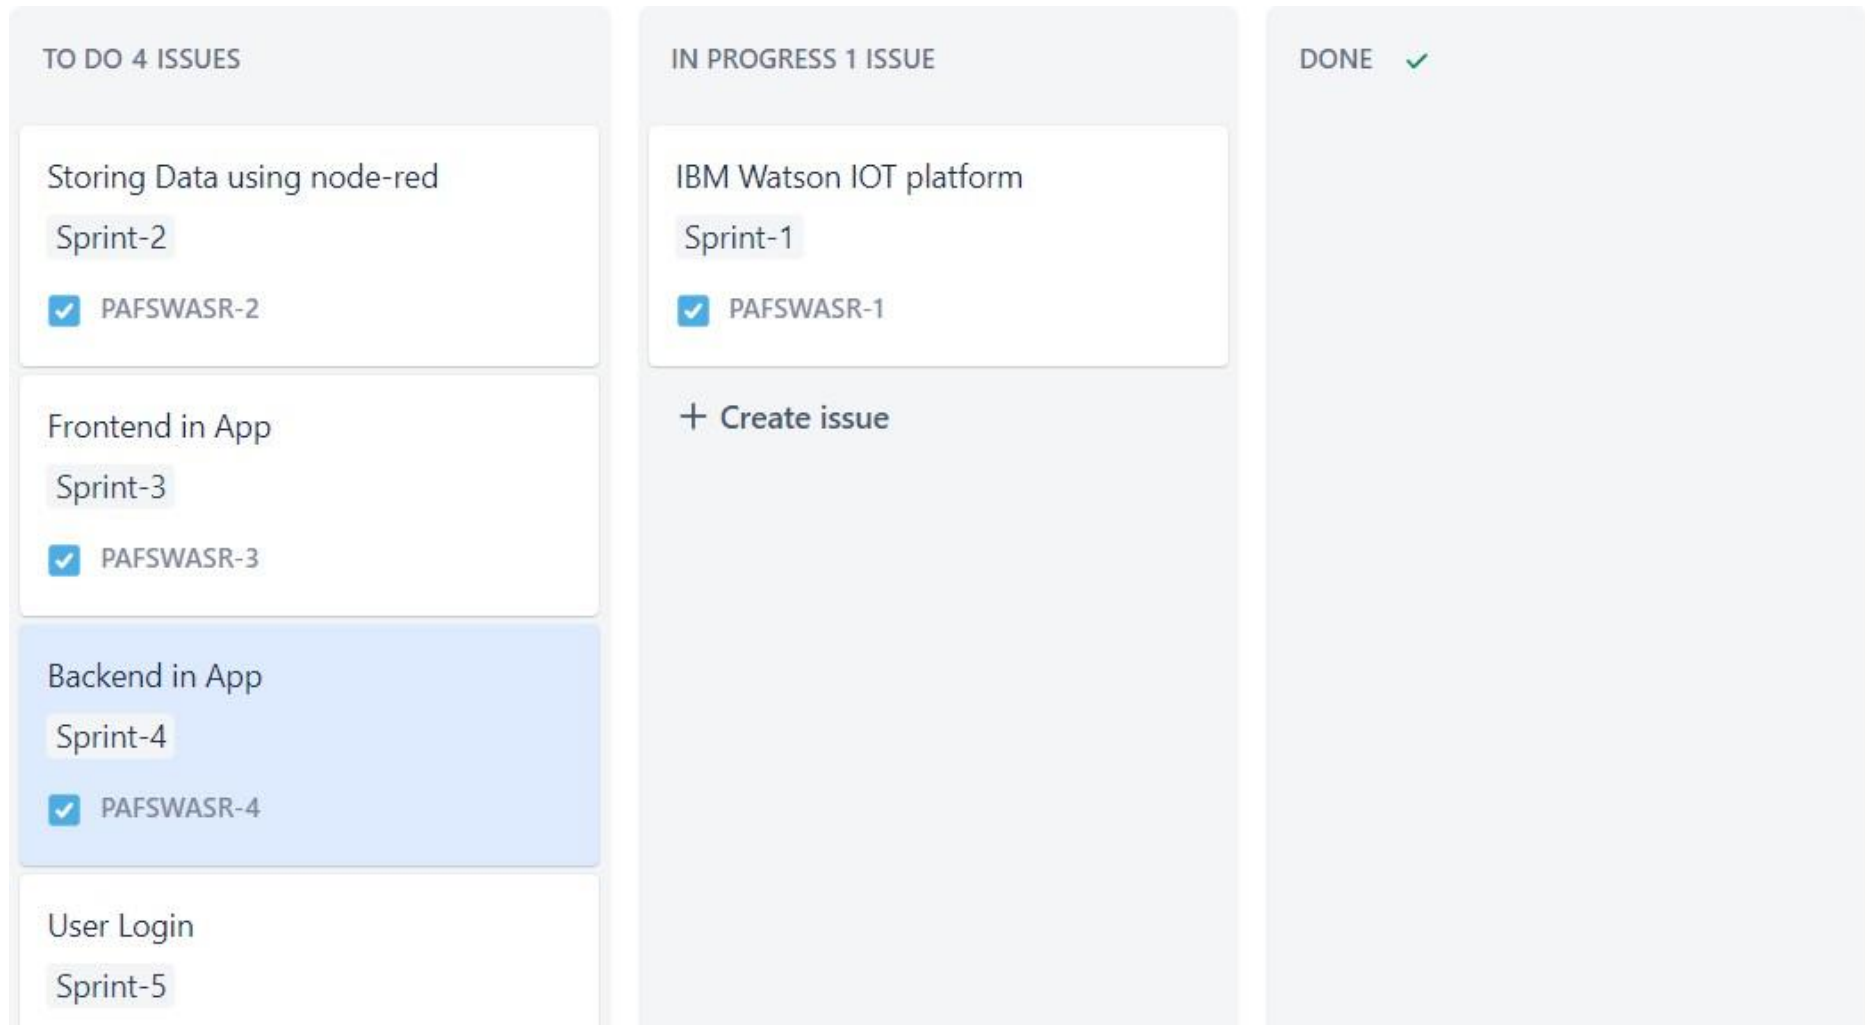 TO DO 4 ISSUES
Storing Data using node-red
Sprint-2
PAFSWASR-2
Frontend in App
Sprint-3
PAFSWASR-3
Backend in App
Sprint-4
PAFSWASR-4
User Login
Sprint-5
IN PROGRESS 1 ISSUE
IBM Watson IOT platform
Sprint-1
PAFSWASR-1
+ Create issue
DONE